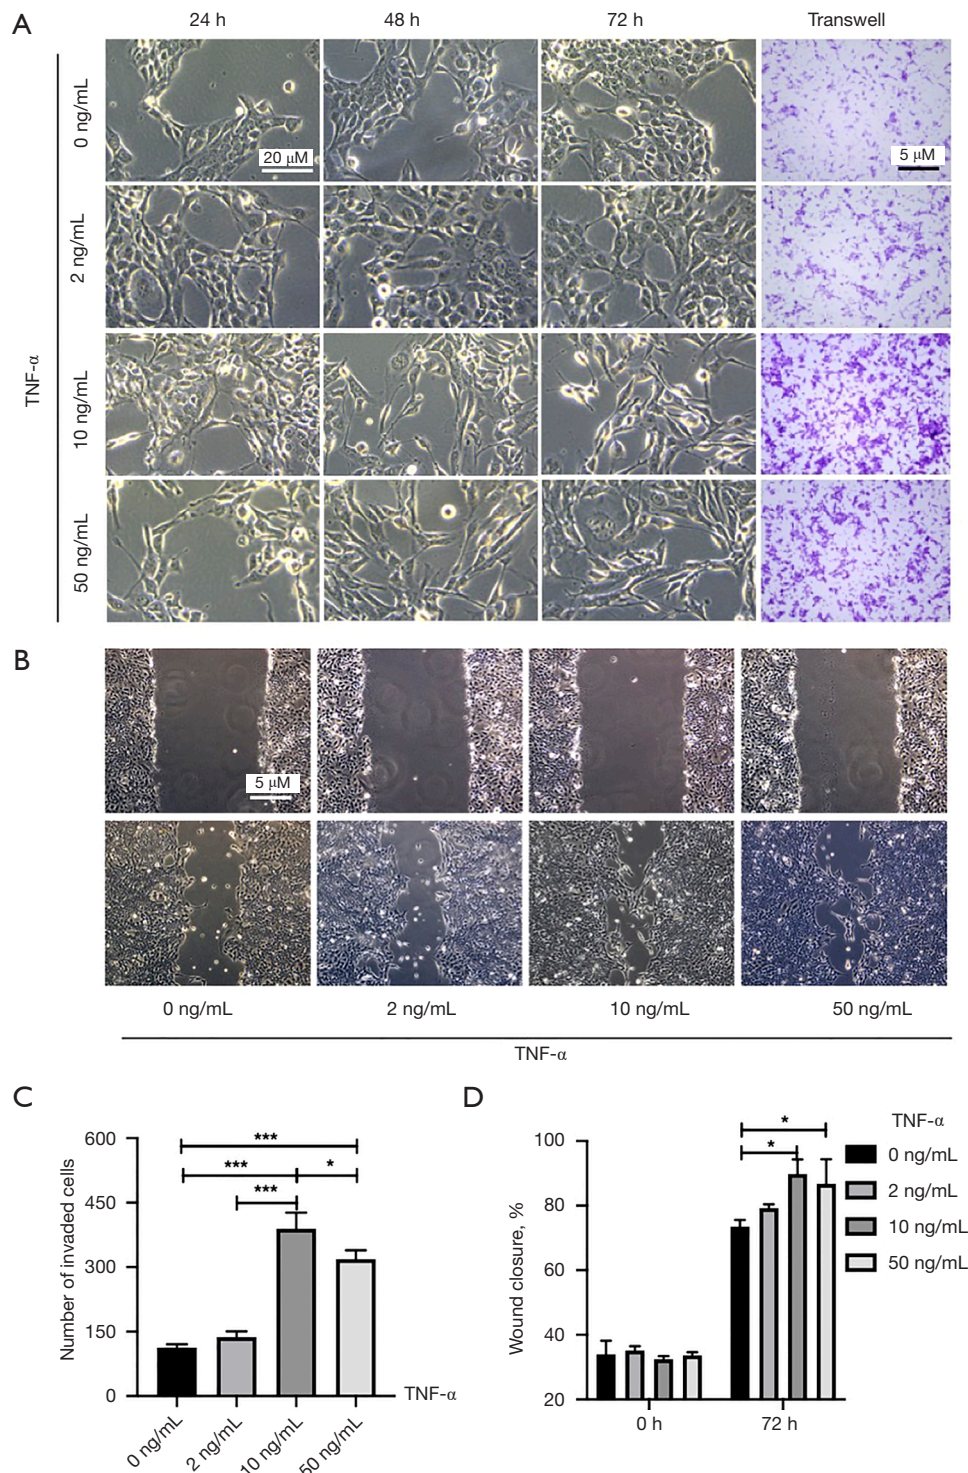 A
24 h 48 h 72 h Transwell
TNF-α
0 ng/mL
20 μM
5 μM
2 ng/mL
10 ng/mL
50 ng/mL
B
5 μM
0 ng/mL 2 ng/mL 10 ng/mL 50 ng/mL
TNF-α
C
Number of invaded cells
600
450
300
150
0
***
*** *
***
0 ng/mL 2 ng/mL 10 ng/mL 50 ng/mL
TNF-α
D
Wound closure, %
100
80
60
40
20
*
*
0 h 72 h
TNF-α
0 ng/mL
2 ng/mL
10 ng/mL
50 ng/mL